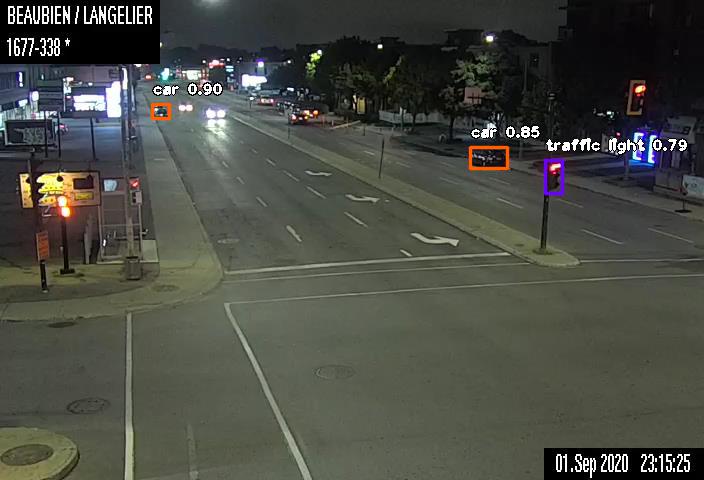 BEAUBIEN / LANGELIER
1677-338 *
car 0.90
car 0.85
traffic light 0.79
01.Sep 2020 23:15:25